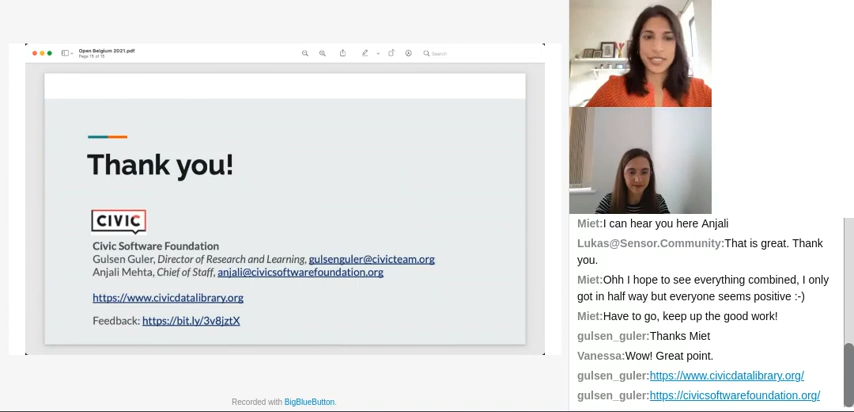 Open Belgium 2021.pdf
Page 15 of 15
Search
Thank you!
CIVIC
Civic Software Foundation
Gulsen Guler, Director of Research and Learning, gulsenguler@civicteam.org
Anjali Mehta, Chief of Staff, anjali@civicsoftwarefoundation.org
https://www.civicdatalibrary.org
Feedback: https://bit.ly/3v8jztX
Recorded with BigBlueButton.
Miet:I can hear you here Anjali
Lukas@Sensor.Community:That is great. Thank
you.
Miet:Ohh I hope to see everything combined, I only
got in half way but everyone seems positive :-)
Miet:Have to go, keep up the good work!
gulsen_guler:Thanks Miet
Vanessa:Wow! Great point.
gulsen_guler:https://www.civicdatalibrary.org/
gulsen_guler:https://civicsoftwarefoundation.org/